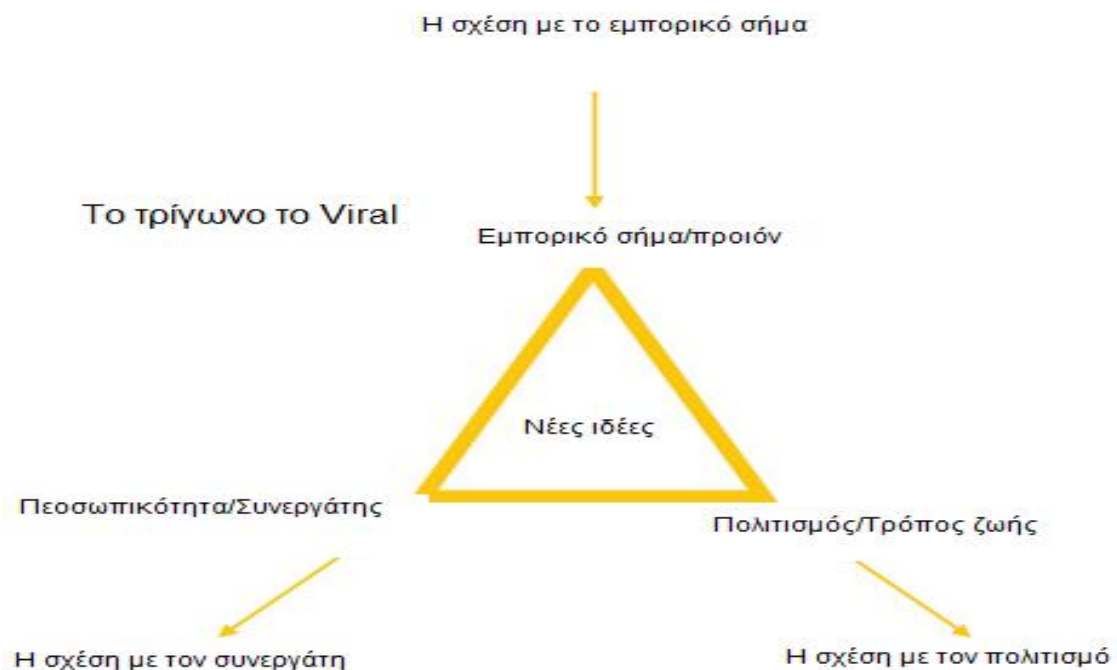 Η σχέση με το εμπορικό σήμα
Το τρίγωνο το Viral
Εμπορικό σήμα/προιόν
Νέες ιδέες
Πεοσωπικότητα/Συνεργάτης
Πολιτισμός/Τρόπος ζωής
Η σχέση με τον συνεργάτη
Η σχέση με τον πολιτισμό